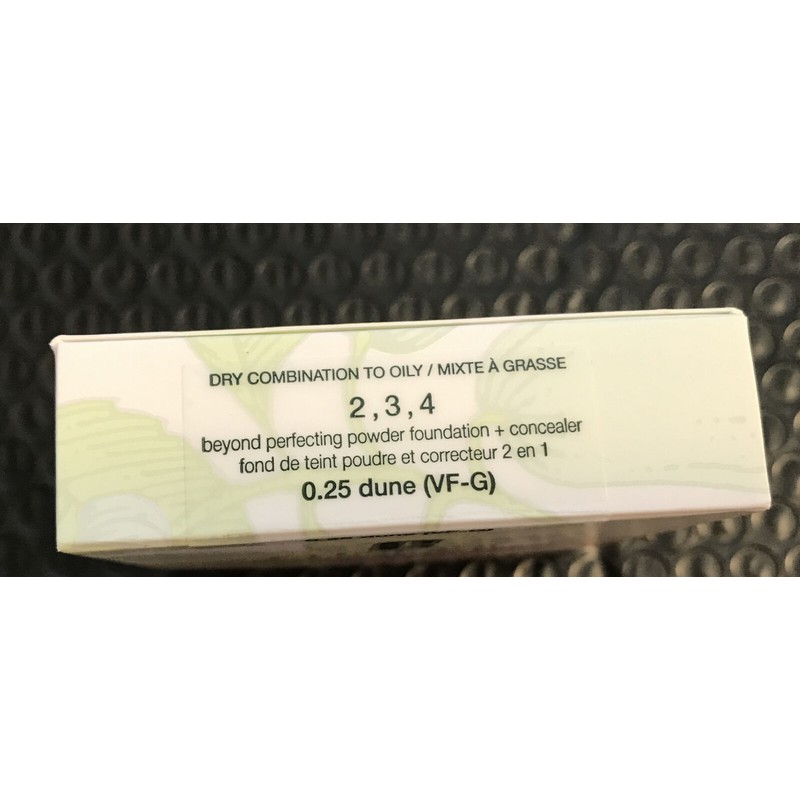 DRY COMBINATION TO OILY / MIXTE À GRASSE
2 , 3 , 4
beyond perfecting powder foundation + concealer
fond de teint poudre et correcteur 2 en 1
0.25 dune (VF-G)